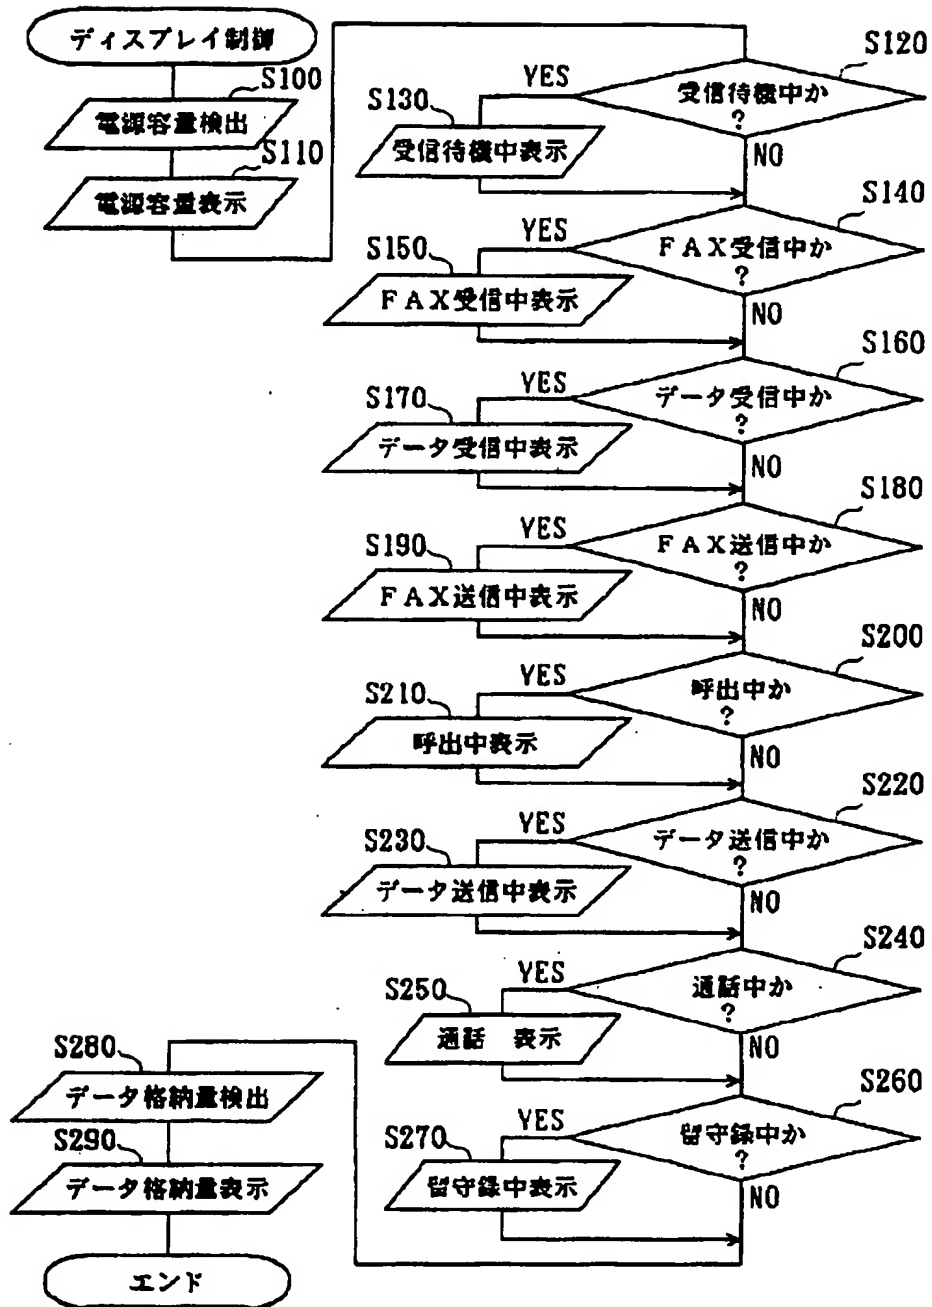 ディスプレイ制御
S100
電源容量検出
S110
電源容量表示
S120
受信待機中か
?
YES
NO
S130
受信待機中表示
S140
FAX受信中か
?
YES
NO
S150
FAX受信中表示
S160
データ受信中か
?
YES
NO
S170
データ受信中表示
S180
FAX送信中か
?
YES
NO
S190
FAX送信中表示
S200
呼出中か
?
YES
NO
S210
呼出中表示
S220
データ送信中か
?
YES
NO
S230
データ送信中表示
S240
通話中か
?
YES
NO
S250
通話 表示
S260
留守録中か
?
YES
NO
S270
留守録中表示
S280
データ格納量検出
S290
データ格納量表示
エンド